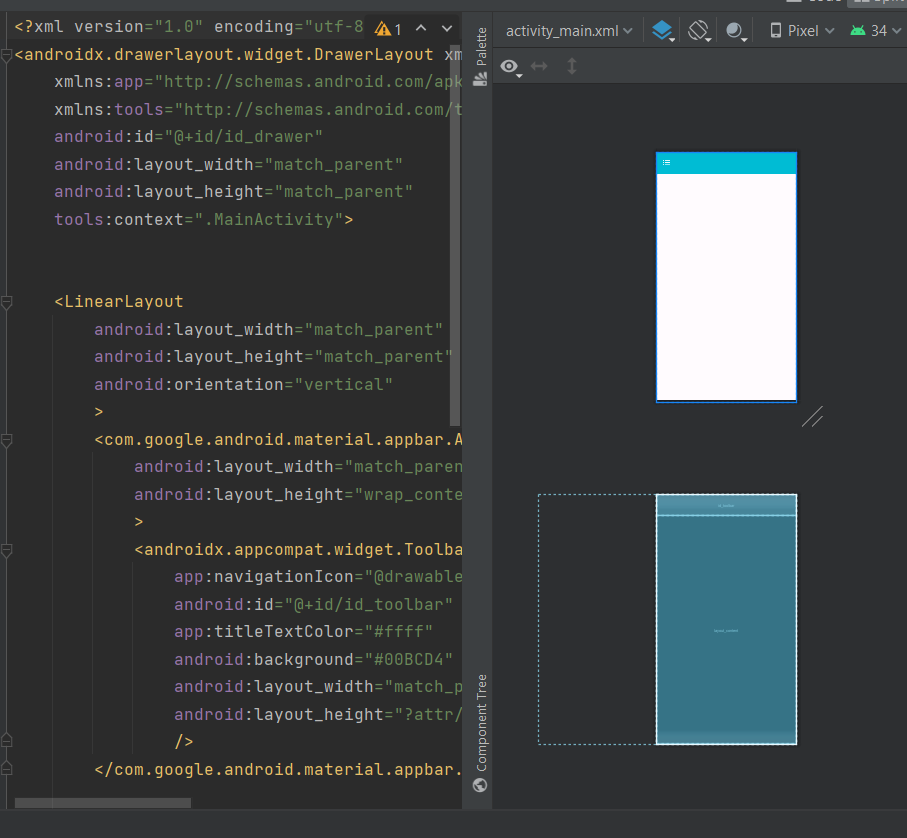 <?xml version="1.0" encoding="utf-8
1
<androidx.drawerlayout.widget.DrawerLayout xm
xmlns:app="http://schemas.android.com/apk
xmlns:tools="http://schemas.android.com/t
android:id="@+id/id_drawer"
android:layout_width="match_parent"
android:layout_height="match_parent"
tools:context=".MainActivity">
<LinearLayout
android:layout_width="match_parent"
android:layout_height="match_parent"
android:orientation="vertical"
>
<com.google.android.material.appbar.A
android:layout_width="match_paren
android:layout_height="wrap_conte
>
<androidx.appcompat.widget.Toolba
app:navigationIcon="@drawable
android:id="@+id/id_toolbar"
app:titleTextColor="#ffff"
android:background="#00BCD4"
android:layout_width="match_p
android:layout_height="?attr/
/>
</com.google.android.material.appbar.
Palette
Component Tree
activity_main.xml
Pixel
34